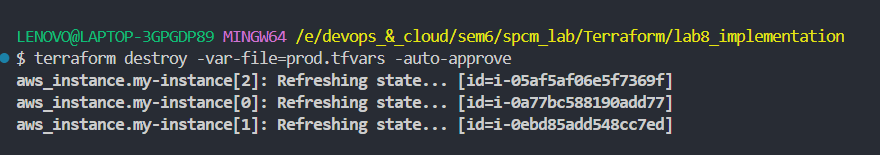 LENOVO@LAPTOP-3GPGDP89 MINGW64 /e/devops_&_cloud/sem6/spcm_lab/Terraform/lab8_implementation
$ terraform destroy -var-file=prod.tfvars -auto-approve
aws_instance.my-instance[2]: Refreshing state... [id=i-05af5af06e5f7369f]
aws_instance.my-instance[0]: Refreshing state... [id=i-0a77bc588190add77]
aws_instance.my-instance[1]: Refreshing state... [id=i-0ebd85add548cc7ed]